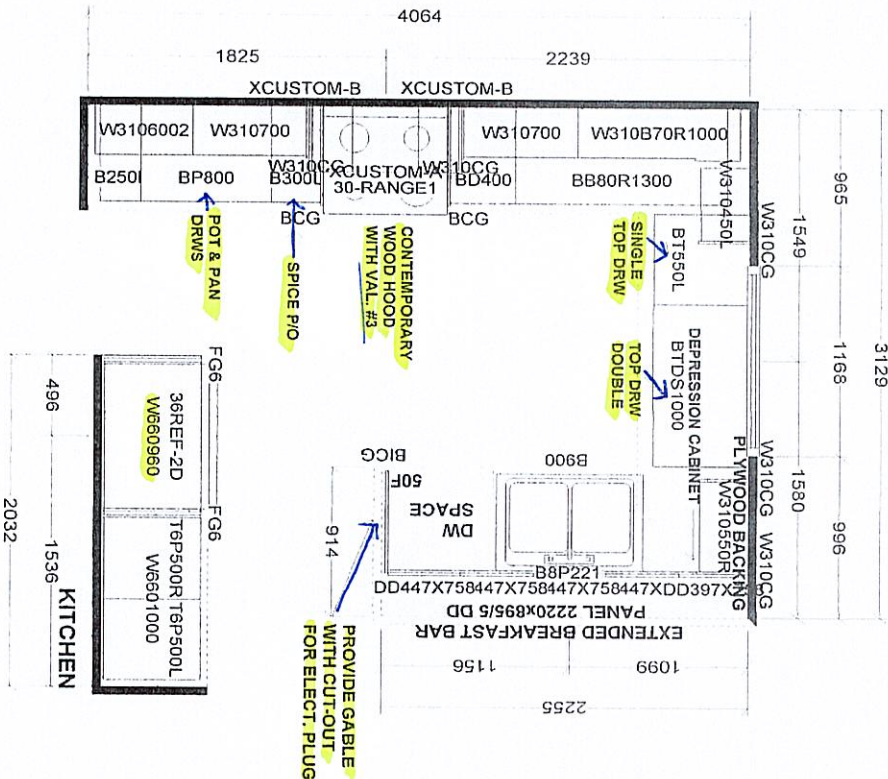 4064
1825
2239
XCUSTOM-B
XCUSTOM-B
W3106002
W310700
W310700
W310B70R1000
W310CG
XCUSTOM-A
W310CG
30-RANGE1
B250L
BP800
B300L
BD400
BB80R1300
BCG
BCG
W310450L
W310CG
965
1549
3129
1168
1580
996
POT & PAN
DRWS
SPICE P/O
CONTEMPORARY
WOOD HOOD
WITH VAL. #3
SINGLE
TOP DRW
BT550L
TOP DRW
DOUBLE
DEPRESSION CABINET
BTDS1000
PLYWOOD BACKING
W310CG
W310CG
W310550R
FG6
FG6
36REF-2D
W660960
T6P500R T6P500L
W6601000
496
1536
2032
KITCHEN
BICG
50F
DW
SPACE
B900
914
B8P221
DD447X758447X758447X758447XDD397X
PANEL 2220x895/5 DD
EXTENDED BREAKFAST BAR
1156
1099
2255
PROVIDE GABLE
WITH CUT-OUT
FOR ELECT. PLUG